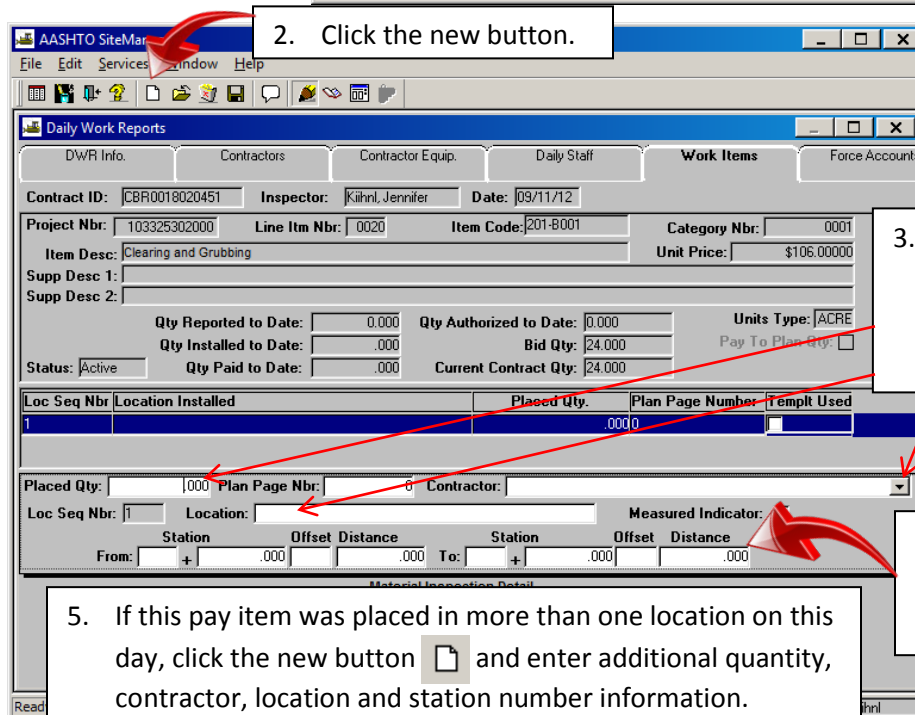 2. Click the new button.
AASHTO SiteMan
File Edit Services Window Help
Daily Work Reports
DWR Info. Contractors Contractor Equip. Daily Staff Work Items Force Account
Contract ID: CBR0018020451 Inspector: Kiihnl, Jennifer Date: 09/11/12
Project Nbr: 103325302000 Line Itm Nbr: 0020 Item Code: 201-B001 Category Nbr: 0001
3.
Item Desc: Clearing and Grubbing Unit Price: $106.00000
Supp Desc 1:
Supp Desc 2:
Qty Reported to Date: 0.000 Qty Authorized to Date: 0.000 Units Type: ACRE
Qty Installed to Date: .000 Bid Qty: 24.000 Pay To Plan Qty:
Status: Active Qty Paid to Date: .000 Current Contract Qty: 24.000
Loc Seq Nbr Location Installed Placed Qty. Plan Page Number Templt Used
1 .000 0
Placed Qty: .000 Plan Page Nbr: 0 Contractor:
Loc Seq Nbr: 1 Location: Measured Indicator:
Station Offset Distance Station Offset Distance
From: + .000 .000 To: + .000 .000
Material Inspection Detail
5. If this pay item was placed in more than one location on this
day, click the new button and enter additional quantity,
contractor, location and station number information.
Read ihnl